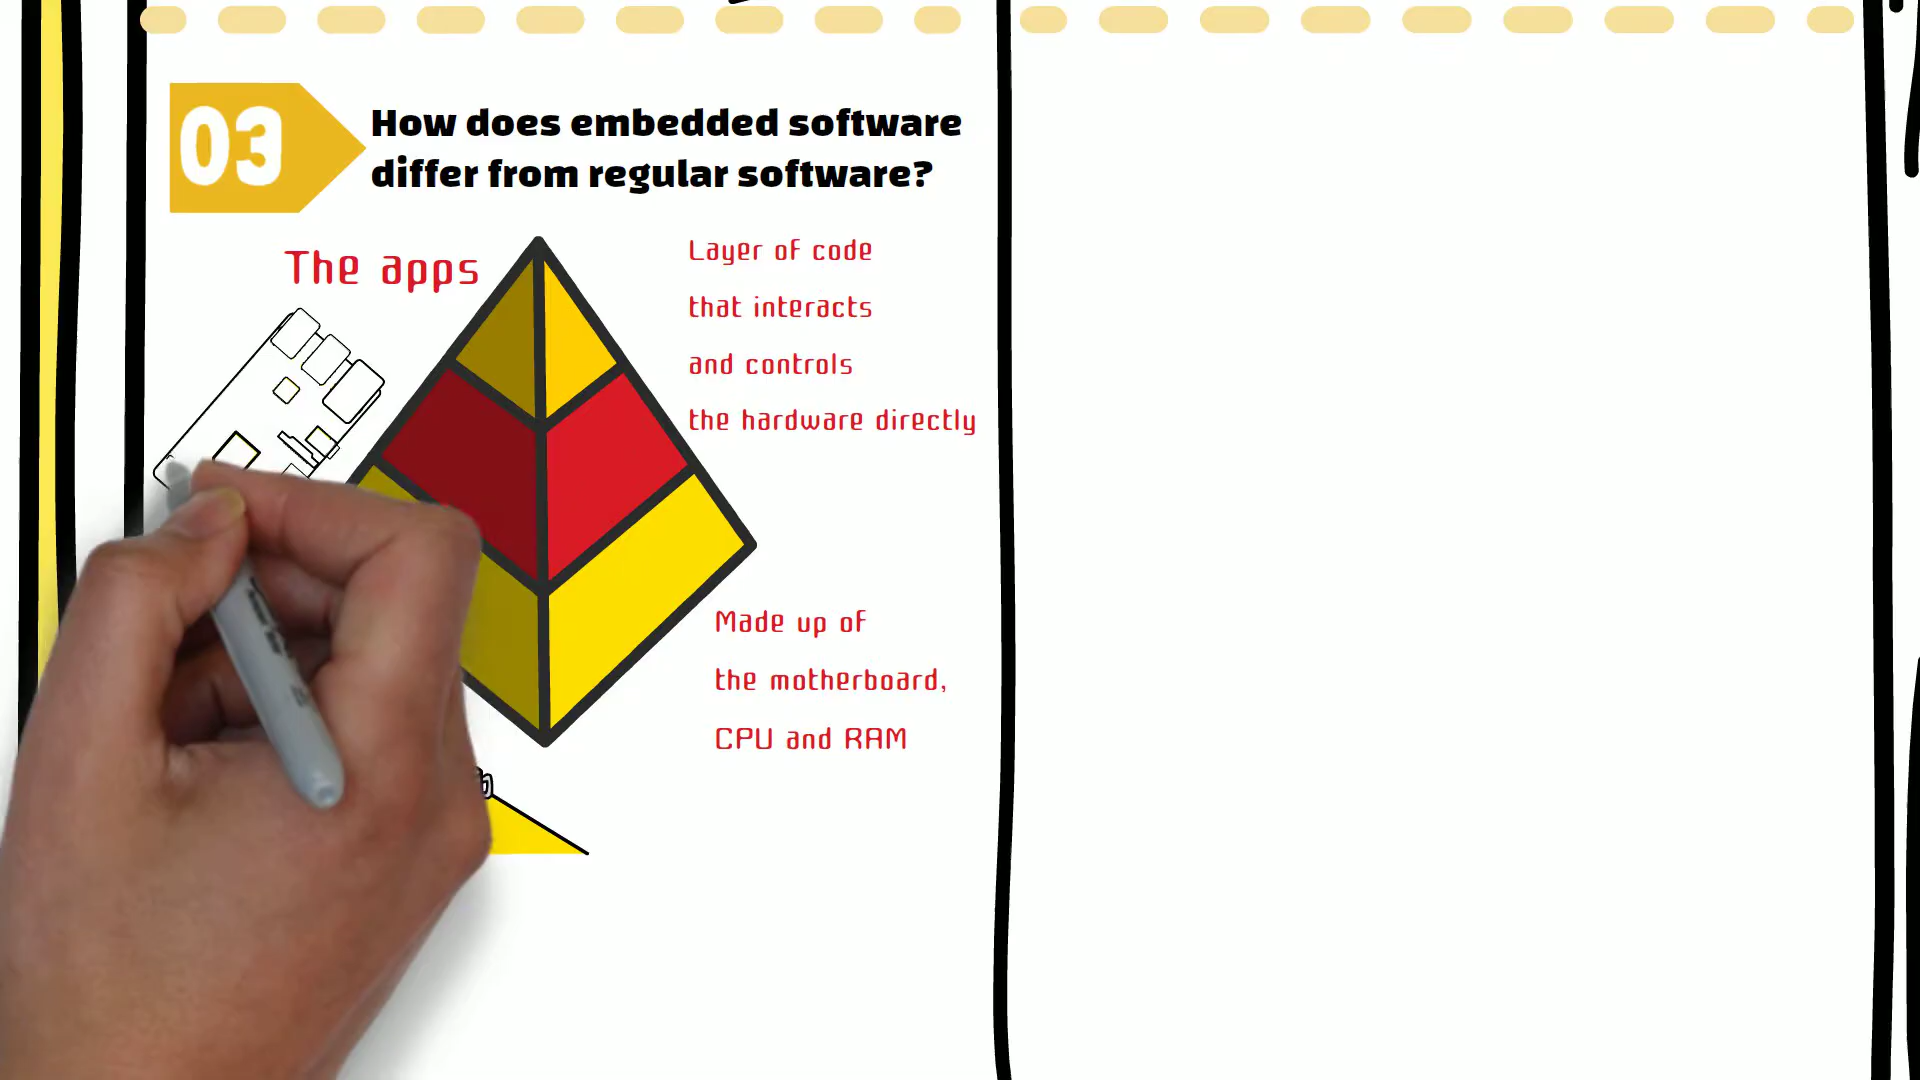 03
How does embedded software
differ from regular software?
The apps
Layer of code
that interacts
and controls
the hardware directly
Made up of
the motherboard,
CPU and RAM